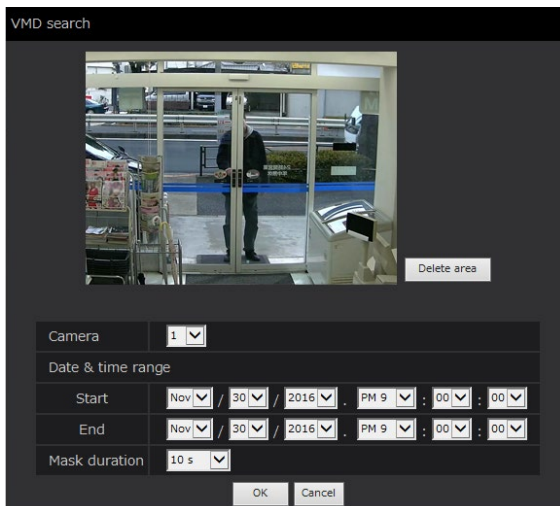 VMD search
Delete area
Camera 1
Date & time range
Start Nov / 30 / 2016 . PM 9 : 00 : 00
End Nov / 30 / 2016 . PM 9 : 00 : 00
Mask duration 10 s
OK Cancel